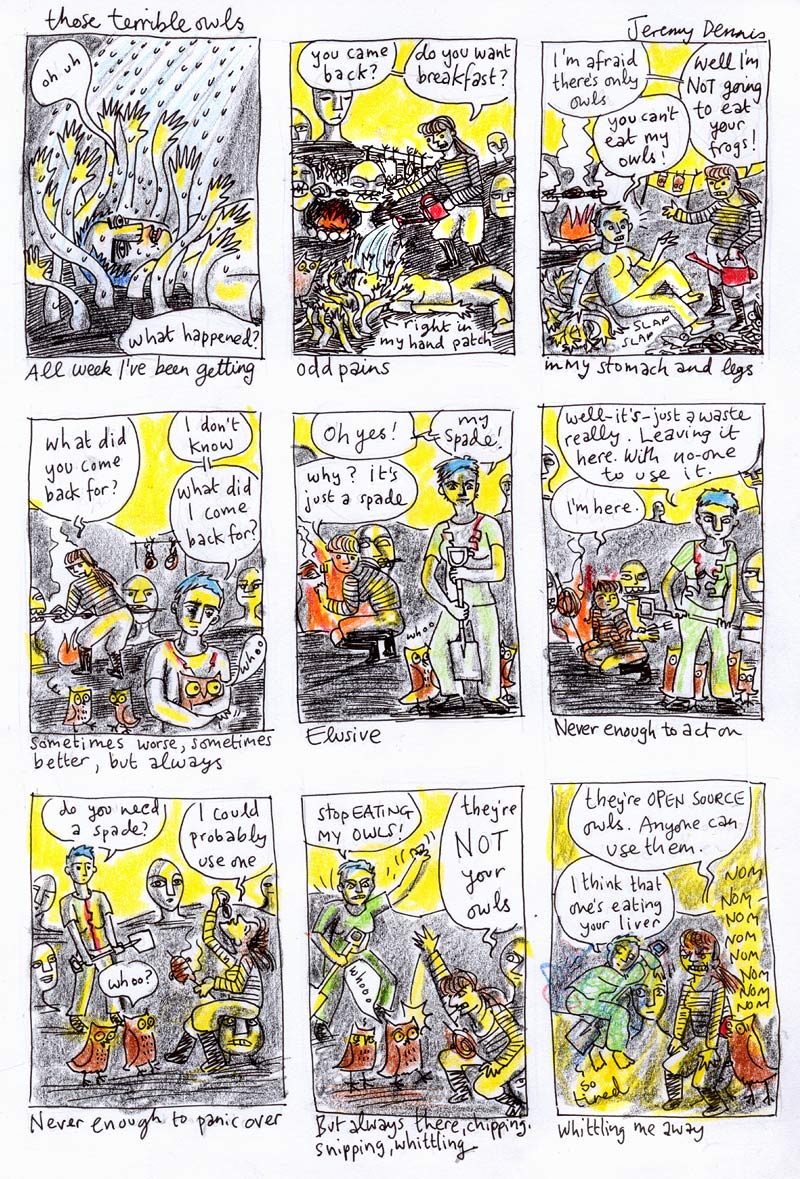 those terrible owls
Jeremy Dennis
oh uh
what happened?
All week I've been getting
you came
back?
do you want
breakfast?
right in
my hand patch
odd pains
I'm afraid
there's only
owls
well I'm
NOT going
to eat
your
frogs!
you can't
eat my
owls!
SLAP
SLAP
in my stomach and legs
what did
you come
back for?
I don't
know
what did
I come
back for?
whoo
sometimes worse, sometimes
better, but always
Oh yes!
my
spade!
why? it's
just a spade
whoo
Elusive
well-it's-just a waste
really. Leaving it
here. With no-one
to use it.
I'm here.
Never enough to act on
do you need
a spade?
I could
probably
use one
whoo?
Never enough to panic over
stop EATING
MY OWLS!
they're
NOT
your
owls
whooo
But always there, chipping.
snipping, whittling.
they're OPEN SOURCE
owls. Anyone can
use them.
I think that
one's eating
your liver
NOM
NOM
NOM
NOM
NOM
NOM
NOM
NOM
so
tired
whittling me away